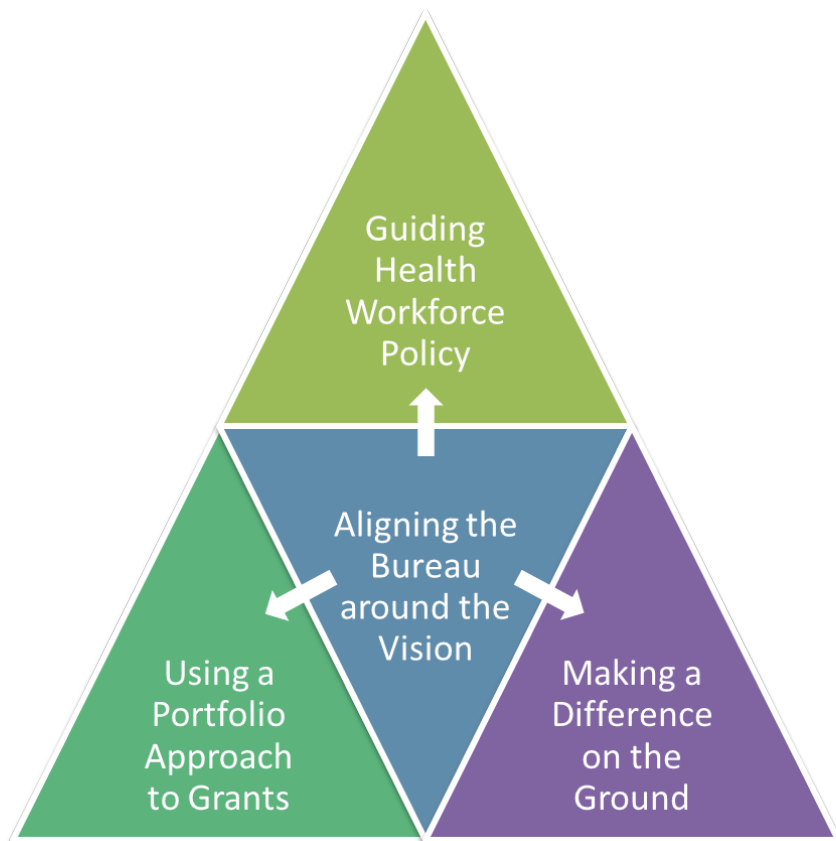 Guiding
Health
Workforce
Policy
Aligning the
Bureau
around the
Vision
Using a
Portfolio
Approach
to Grants
Making a
Difference
on the
Ground